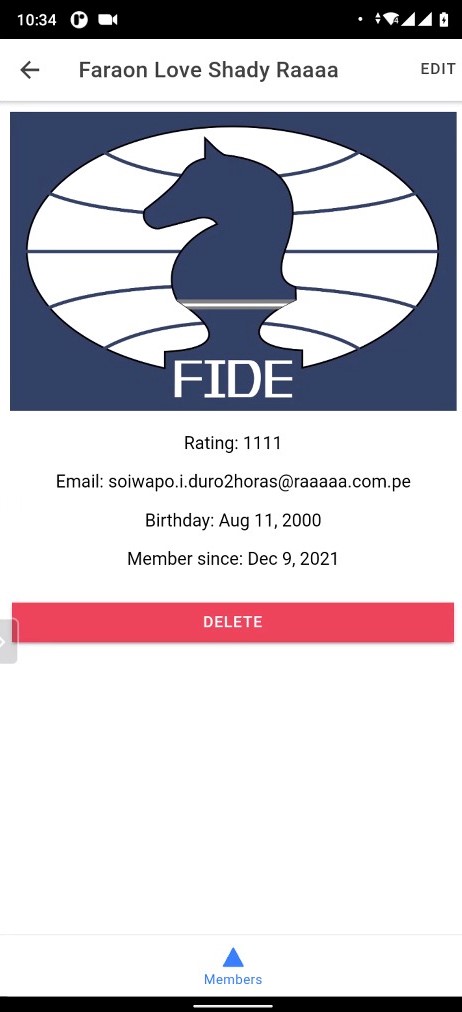 10:34
Faraon Love Shady Raaaa
EDIT
FIDE
Rating: 1111
Email: soiwapo.i.duro2horas@raaaaa.com.pe
Birthday: Aug 11, 2000
Member since: Dec 9, 2021
DELETE
Members